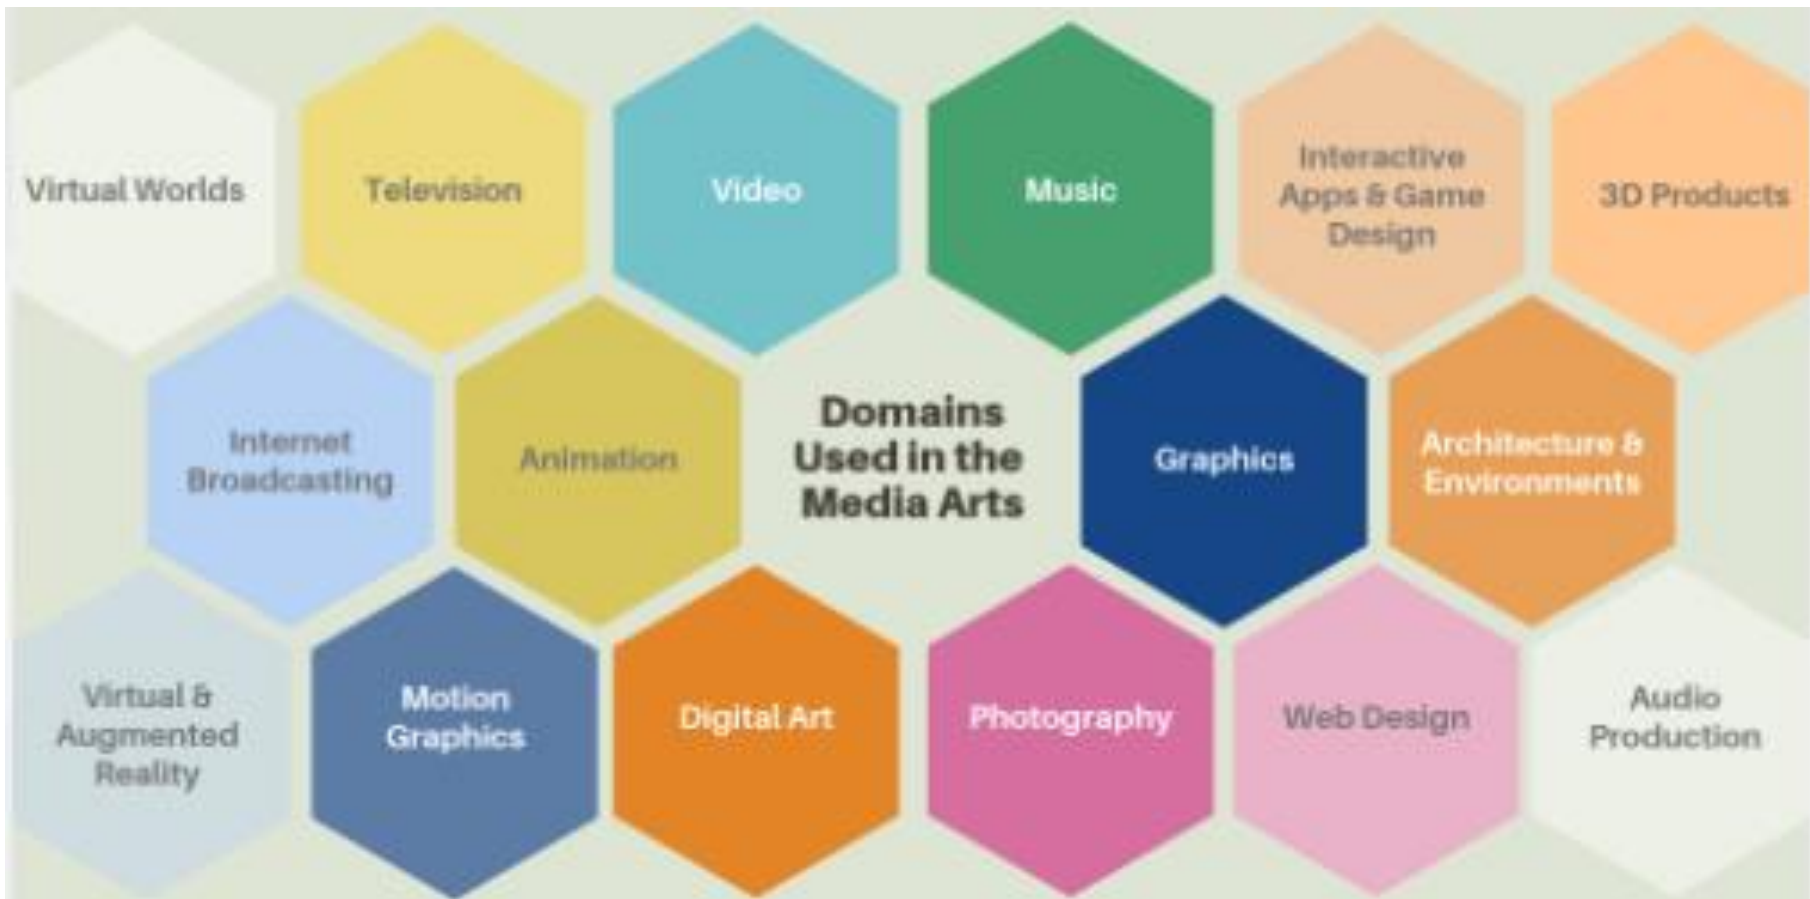 Virtual Worlds
Television
Video
Music
Interactive
Apps & Game
Design
3D Products
Internet
Broadcasting
Animation
Domains
Used in the
Media Arts
Graphics
Architecture &
Environments
Virtual &
Augmented
Reality
Motion
Graphics
Digital Art
Photography
Web Design
Audio
Production